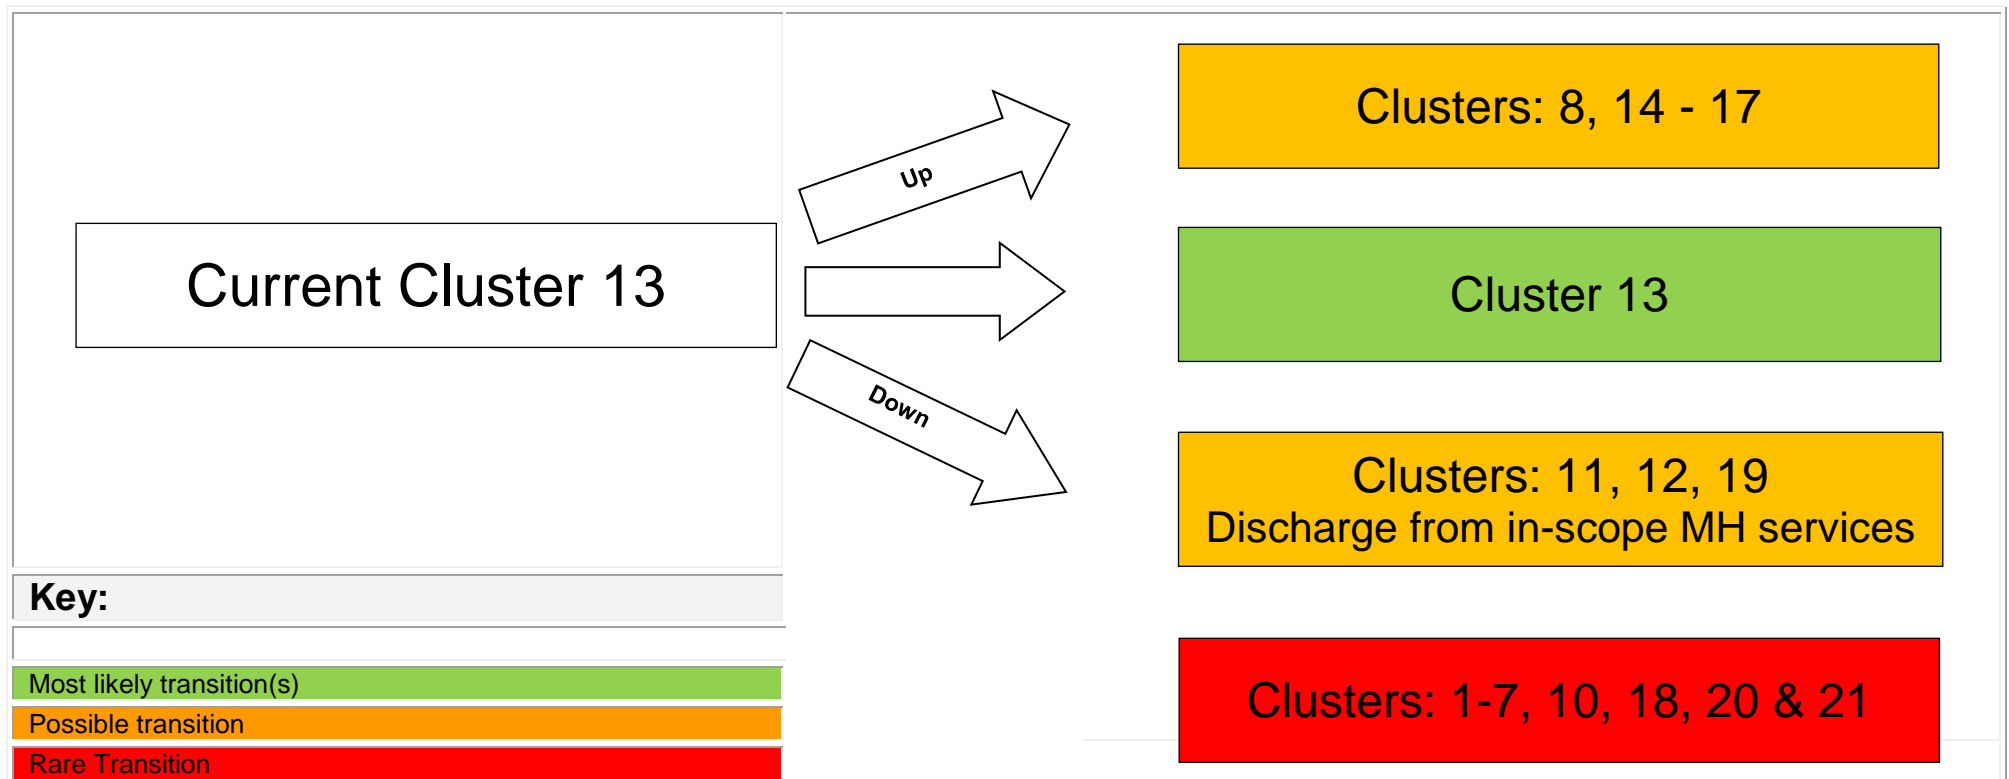 Current Cluster 13
Up
Down
Clusters: 8, 14 - 17
Cluster 13
Clusters: 11, 12, 19
Discharge from in-scope MH services
Clusters: 1-7, 10, 18, 20 & 21
Key:
Most likely transition(s)
Possible transition
Rare Transition